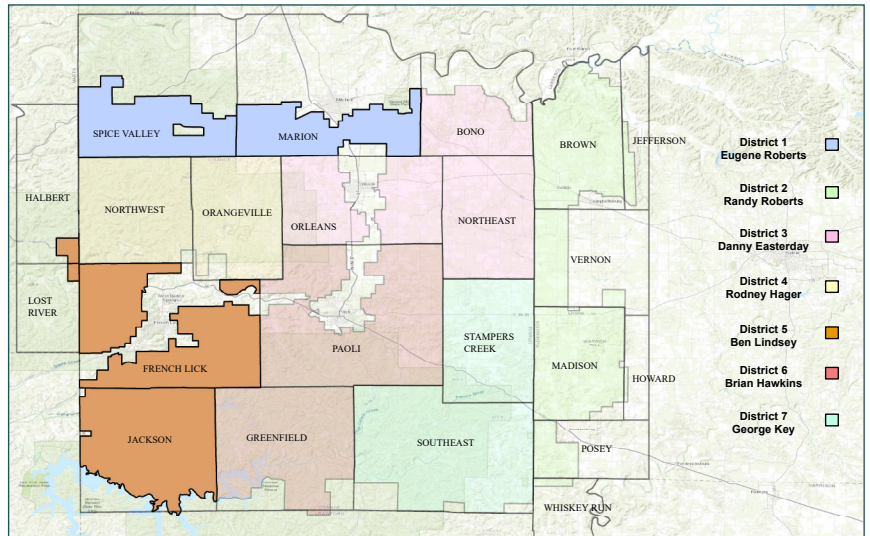 SPICE VALLEY
MARION
BONO
BROWN
JEFFERSON
HALBERT
NORTHWEST
ORANGEVILLE
ORLEANS
NORTHEAST
VERNON
LOST
RIVER
FRENCH LICK
PAOLI
STAMPERS
CREEK
MADISON
HOWARD
JACKSON
GREENFIELD
SOUTHEAST
POSEY
WHISKEY RUN
District 1
Eugene Roberts
District 2
Randy Roberts
District 3
Danny Easterday
District 4
Rodney Hager
District 5
Ben Lindsey
District 6
Brian Hawkins
District 7
George Key